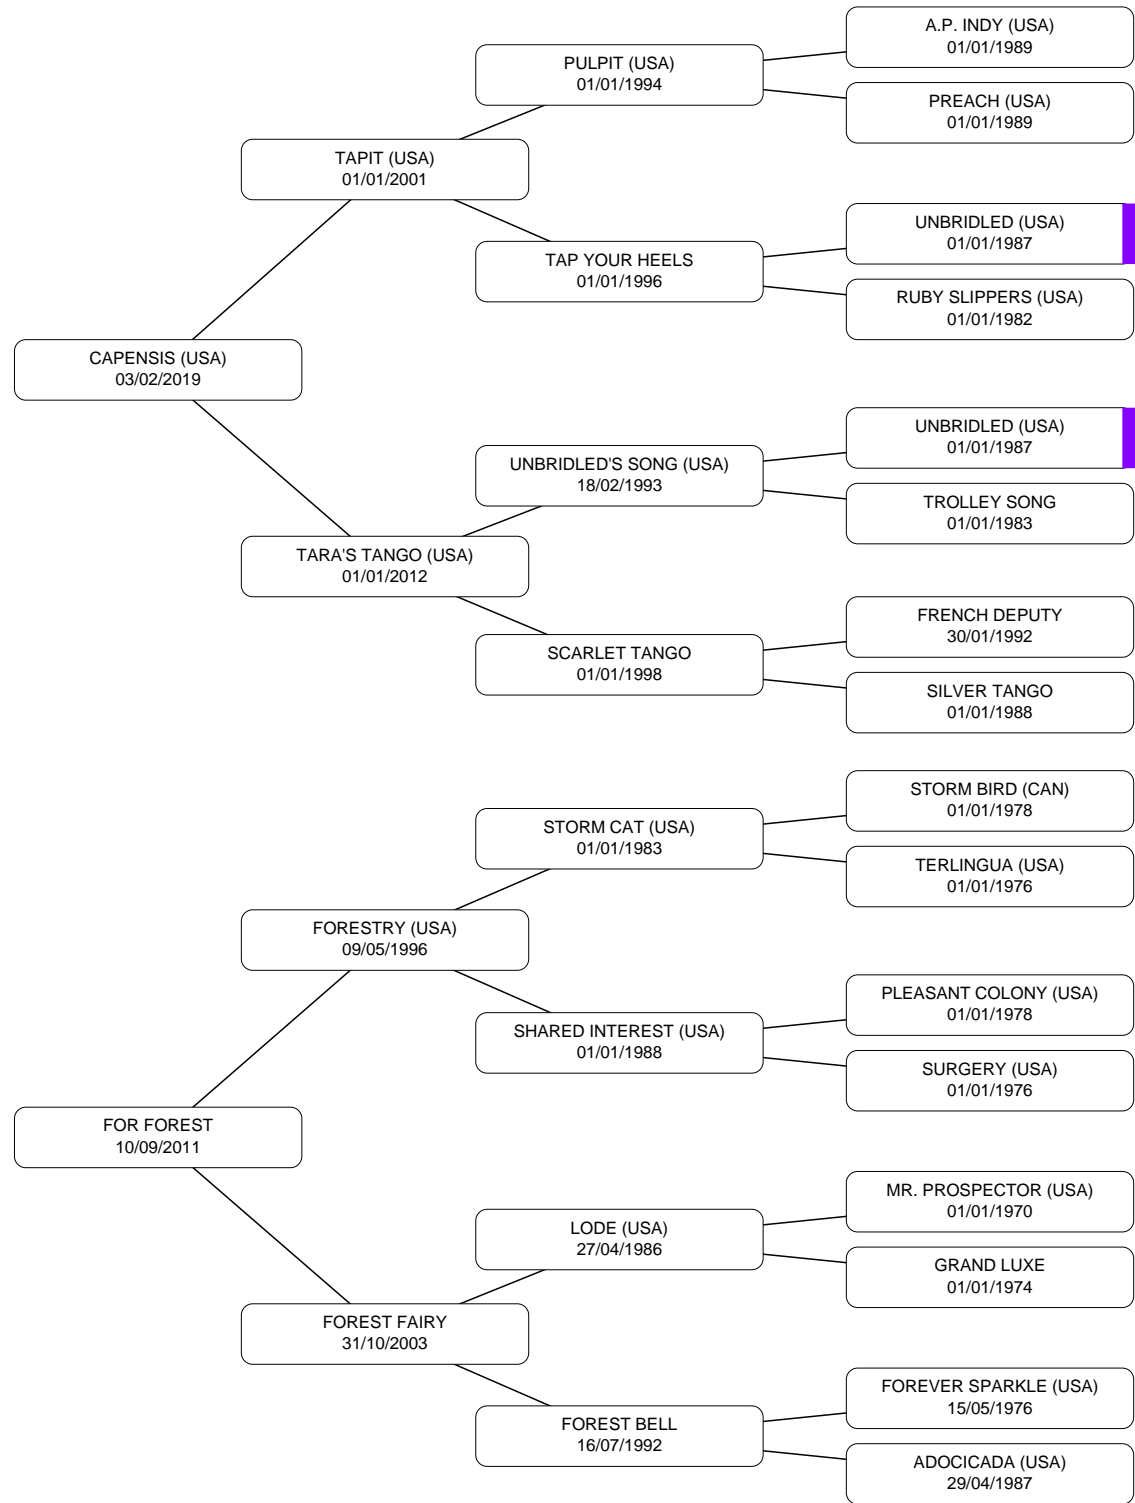 A.P. INDY (USA)
01/01/1989
PULPIT (USA)
01/01/1994
PREACH (USA)
01/01/1989
TAPIT (USA)
01/01/2001
UNBRIDLED (USA)
01/01/1987
TAP YOUR HEELS
01/01/1996
RUBY SLIPPERS (USA)
01/01/1982
CAPENSIS (USA)
03/02/2019
UNBRIDLED (USA)
01/01/1987
UNBRIDLED'S SONG (USA)
18/02/1993
TROLLEY SONG
01/01/1983
TARA'S TANGO (USA)
01/01/2012
FRENCH DEPUTY
30/01/1992
SCARLET TANGO
01/01/1998
SILVER TANGO
01/01/1988
STORM BIRD (CAN)
01/01/1978
STORM CAT (USA)
01/01/1983
TERLINGUA (USA)
01/01/1976
FORESTRY (USA)
09/05/1996
PLEASANT COLONY (USA)
01/01/1978
SHARED INTEREST (USA)
01/01/1988
SURGERY (USA)
01/01/1976
FOR FOREST
10/09/2011
MR. PROSPECTOR (USA)
01/01/1970
LODE (USA)
27/04/1986
GRAND LUXE
01/01/1974
FOREST FAIRY
31/10/2003
FOREVER SPARKLE (USA)
15/05/1976
FOREST BELL
16/07/1992
ADOCICADA (USA)
29/04/1987